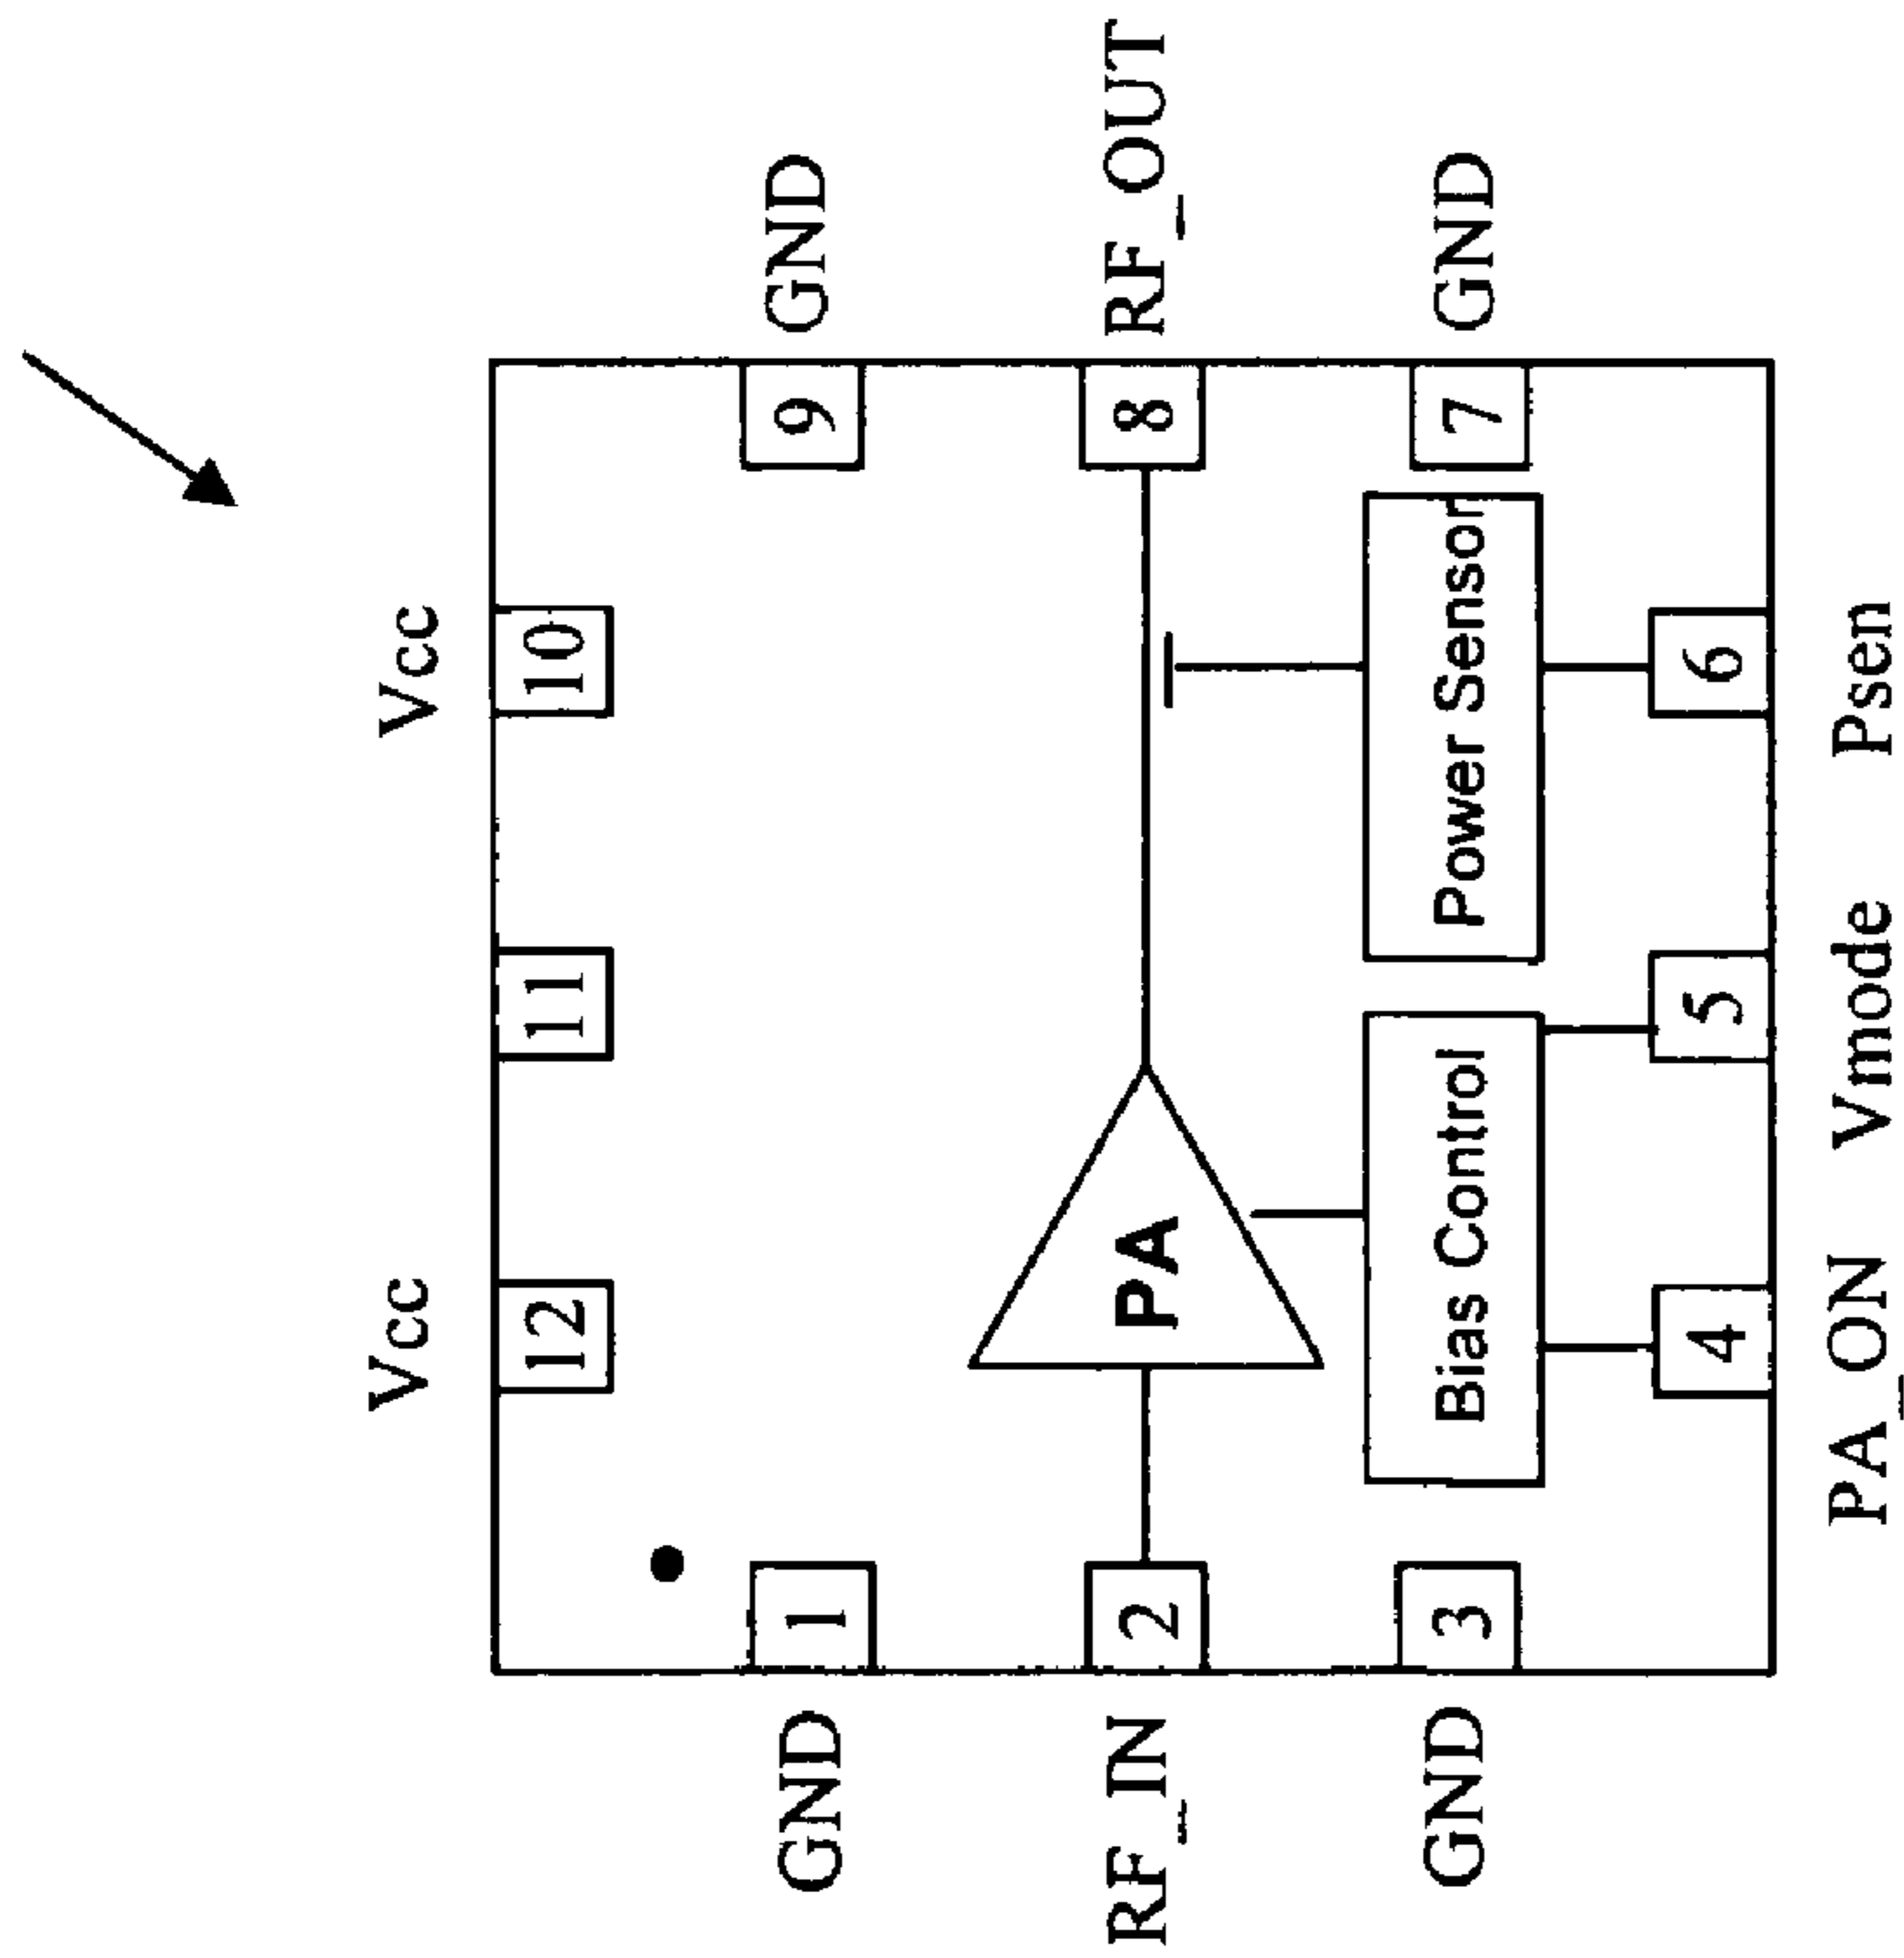 Vcc Vcc
12 11 10
GND 1 9 GND
RF_IN 2 PA 8 RF_OUT
GND 3 Bias Control Power Sensor 7 GND
4 5 6
PA_ON Vmode Psen